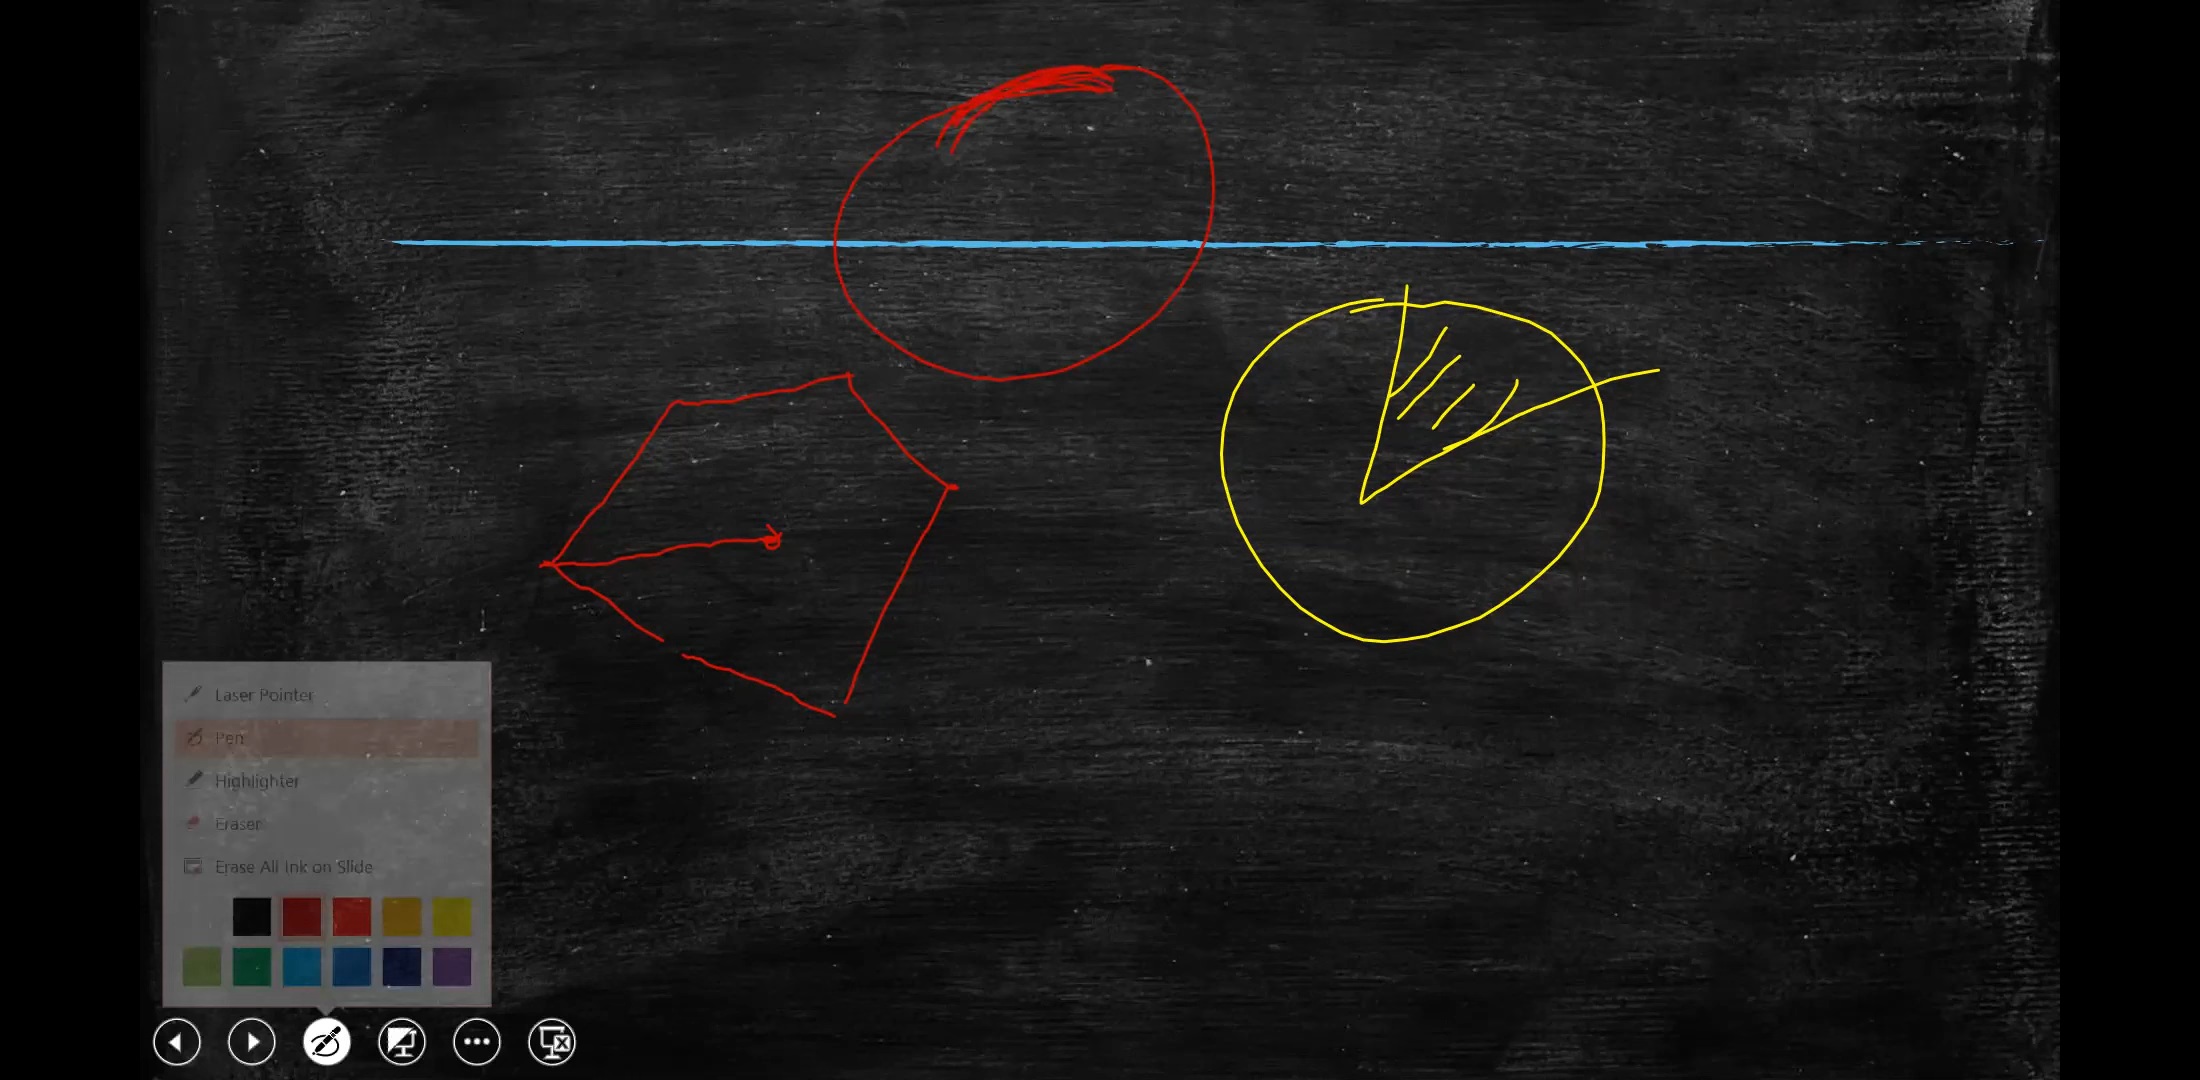 Laser Pointer
Pen
Highlighter
Eraser
Erase All Ink on Slide